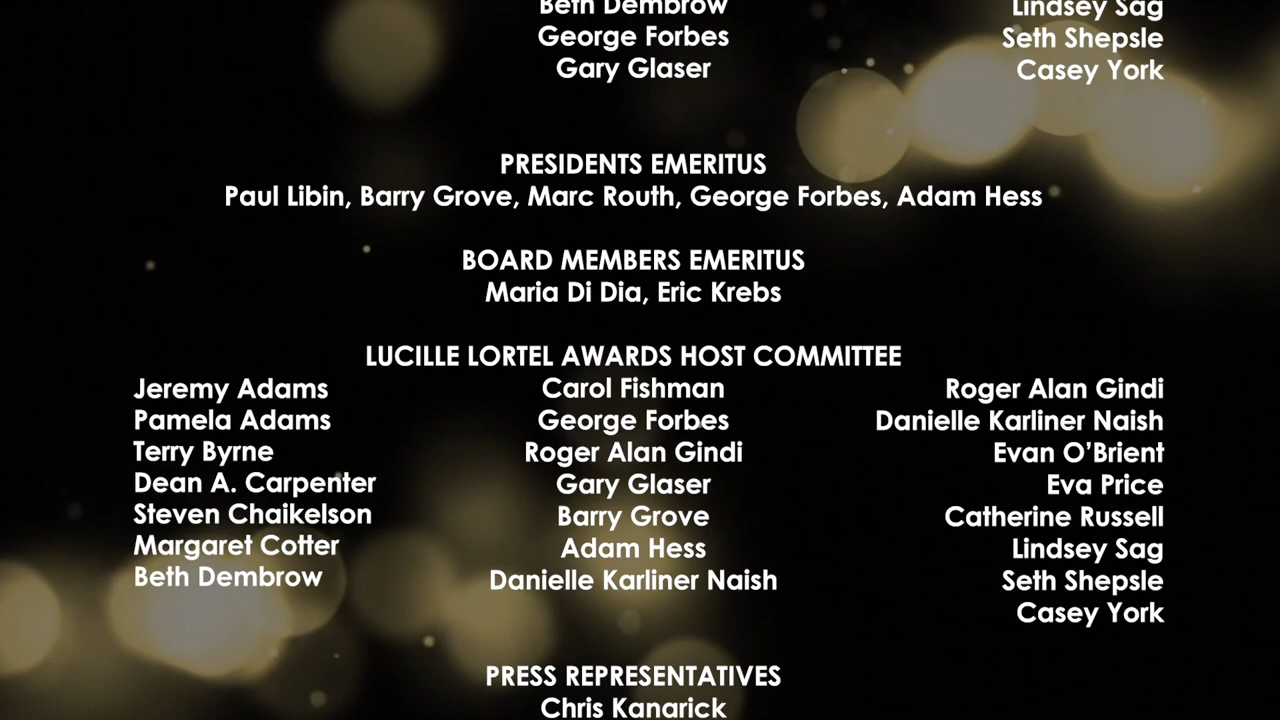 Beth Dembrow
George Forbes
Gary Glaser
Lindsey Sag
Seth Shepsle
Casey York
PRESIDENTS EMERITUS
Paul Libin, Barry Grove, Marc Routh, George Forbes, Adam Hess
BOARD MEMBERS EMERITUS
Maria Di Dia, Eric Krebs
LUCILLE LORTEL AWARDS HOST COMMITTEE
Jeremy Adams
Pamela Adams
Terry Byrne
Dean A. Carpenter
Steven Chaikelson
Margaret Cotter
Beth Dembrow
Carol Fishman
George Forbes
Roger Alan Gindi
Gary Glaser
Barry Grove
Adam Hess
Danielle Karliner Naish
Roger Alan Gindi
Danielle Karliner Naish
Evan O'Brient
Eva Price
Catherine Russell
Lindsey Sag
Seth Shepsle
Casey York
PRESS REPRESENTATIVES
Chris Kanarick